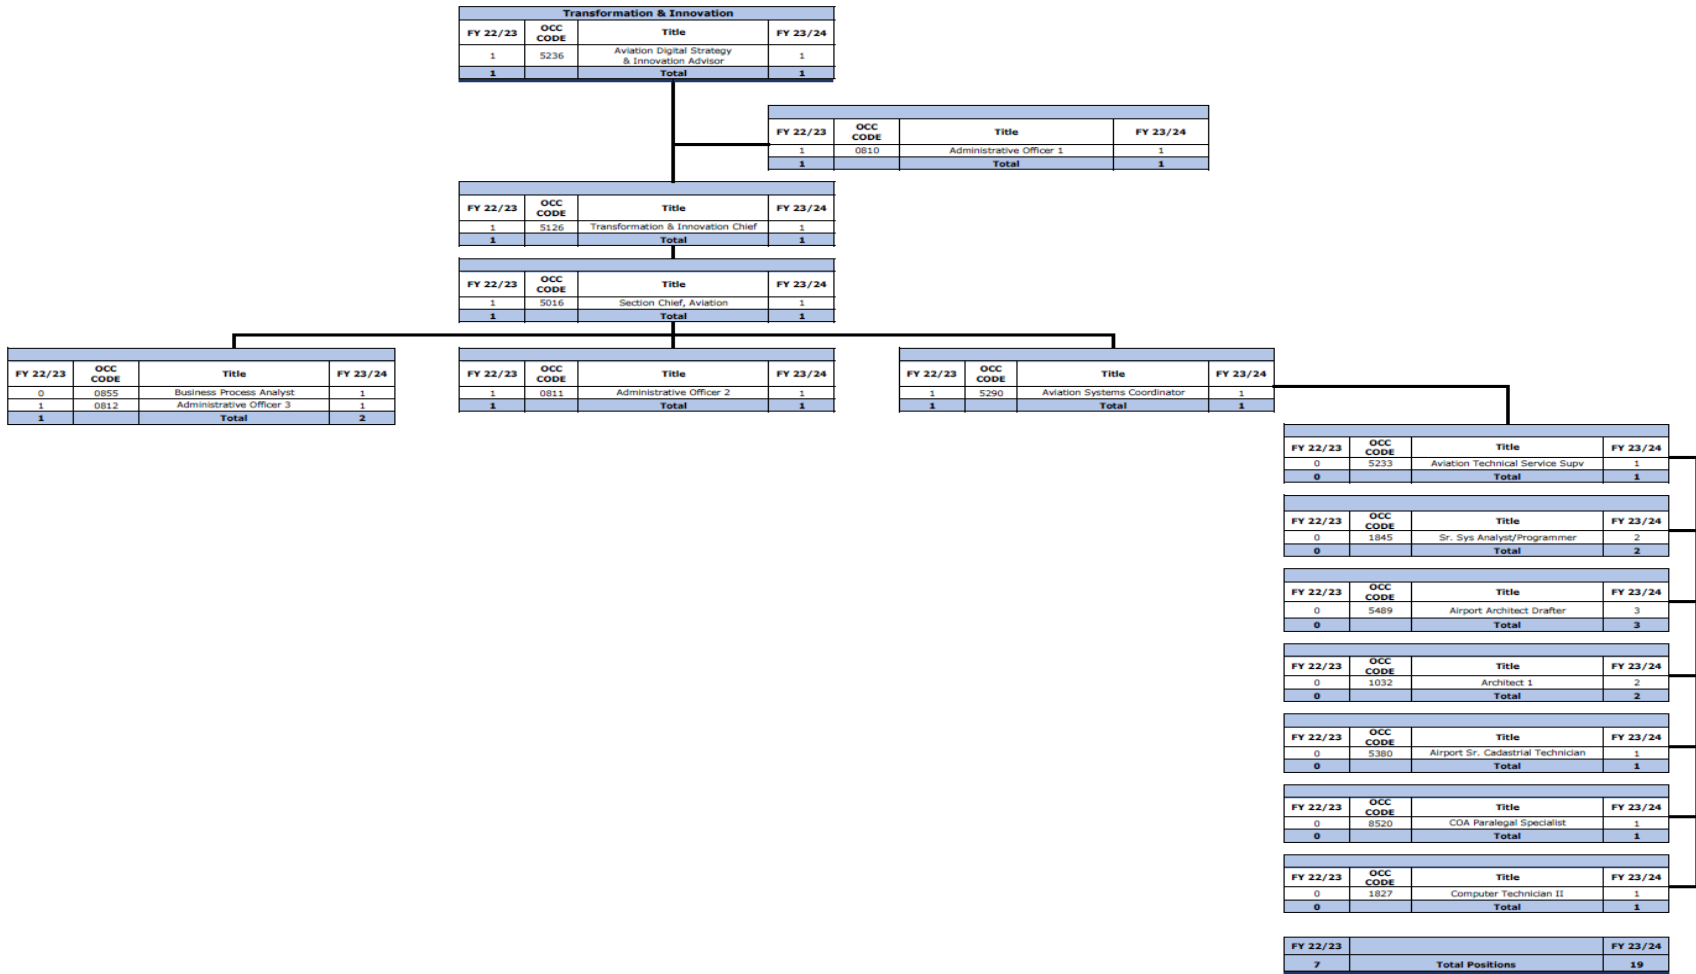 Transformation & Innovation
FY 22/23 OCC CODE Title FY 23/24
1 5236 Aviation Digital Strategy & Innovation Advisor 1
1 Total 1
FY 22/23 OCC CODE Title FY 23/24
1 0810 Administrative Officer 1 1
1 Total 1
FY 22/23 OCC CODE Title FY 23/24
1 5126 Transformation & Innovation Chief 1
1 Total 1
FY 22/23 OCC CODE Title FY 23/24
1 5016 Section Chief, Aviation 1
1 Total 1
FY 22/23 OCC CODE Title FY 23/24
0 0855 Business Process Analyst 1
1 0812 Administrative Officer 3 1
1 Total 2
FY 22/23 OCC CODE Title FY 23/24
1 0811 Administrative Officer 2 1
1 Total 1
FY 22/23 OCC CODE Title FY 23/24
1 5290 Aviation Systems Coordinator 1
1 Total 1
FY 22/23 OCC CODE Title FY 23/24
0 5233 Aviation Technical Service Supv 1
0 Total 1
FY 22/23 OCC CODE Title FY 23/24
0 1845 Sr. Sys Analyst/Programmer 2
0 Total 2
FY 22/23 OCC CODE Title FY 23/24
0 5489 Airport Architect Drafter 3
0 Total 3
FY 22/23 OCC CODE Title FY 23/24
0 1032 Architect 1 2
0 Total 2
FY 22/23 OCC CODE Title FY 23/24
0 5380 Airport Sr. Cadastrial Technician 1
0 Total 1
FY 22/23 OCC CODE Title FY 23/24
0 8520 COA Paralegal Specialist 1
0 Total 1
FY 22/23 OCC CODE Title FY 23/24
0 1827 Computer Technician II 1
0 Total 1
FY 22/23 FY 23/24
7 Total Positions 19